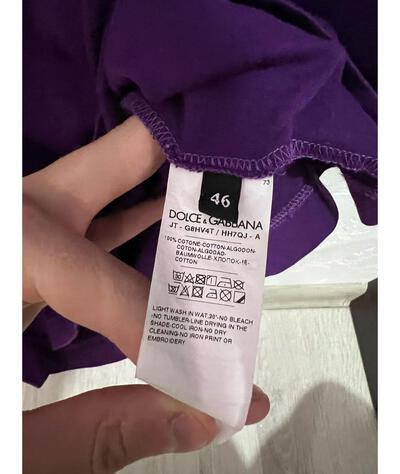 73
46
DOLCE & GABBANA
JT - G8HV4T / HH7QJ - A
100% COTONE-COTTON-ALGODON-
COTON-ALGODÃO-
BAUMWOLLE-ХЛОПОК-棉-
COTTON
LIGHT WASH IN WAT.30°-NO BLEACH
-NO TUMBLER-LINE DRYING IN THE
SHADE-COOL IRON-NO DRY
CLEANING-NO IRON PRINT OR
EMBROIDERY